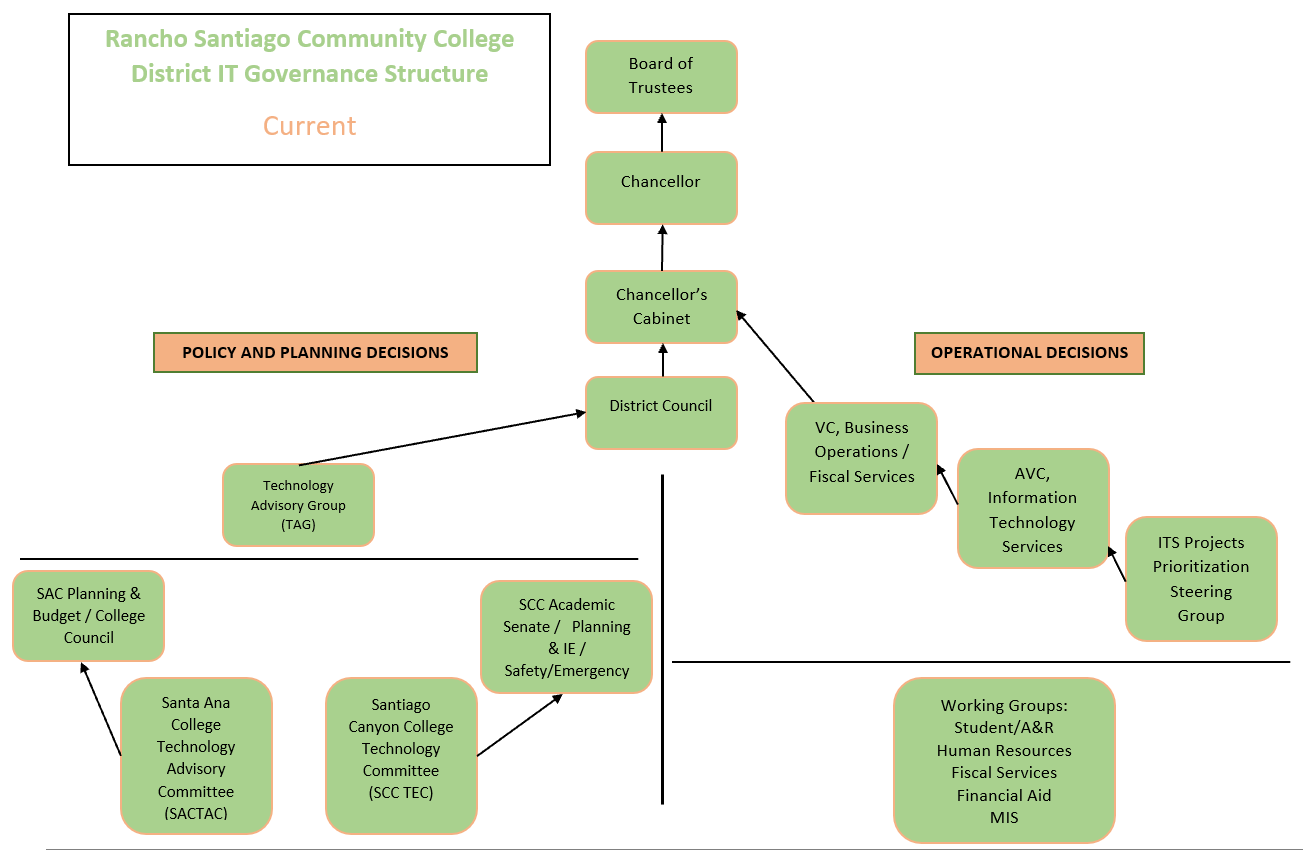 Rancho Santiago Community College
District IT Governance Structure
Current
Board of
Trustees
Chancellor
Chancellor’s
Cabinet
POLICY AND PLANNING DECISIONS
OPERATIONAL DECISIONS
District Council
VC, Business
Operations /
Fiscal Services
Technology
Advisory Group
(TAG)
AVC,
Information
Technology
Services
ITS Projects
Prioritization
Steering
Group
SAC Planning &
Budget / College
Council
SCC Academic
Senate / Planning
& IE /
Safety/Emergency
Santa Ana
College
Technology
Advisory
Committee
(SACTAC)
Santiago
Canyon College
Technology
Committee
(SCC TEC)
Working Groups:
Student/A&R
Human Resources
Fiscal Services
Financial Aid
MIS